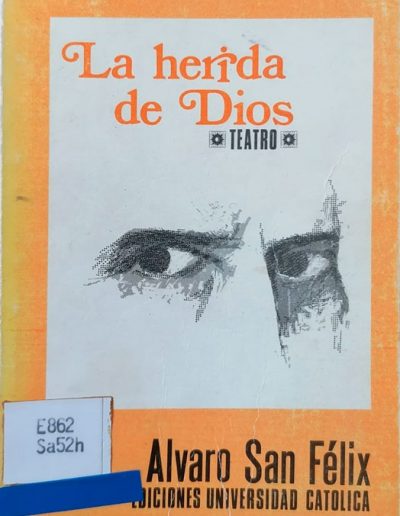 La herida
de Dios
TEATRO
E862
Sa52h
Alvaro San Félix
EDICIONES UNIVERSIDAD CATOLICA